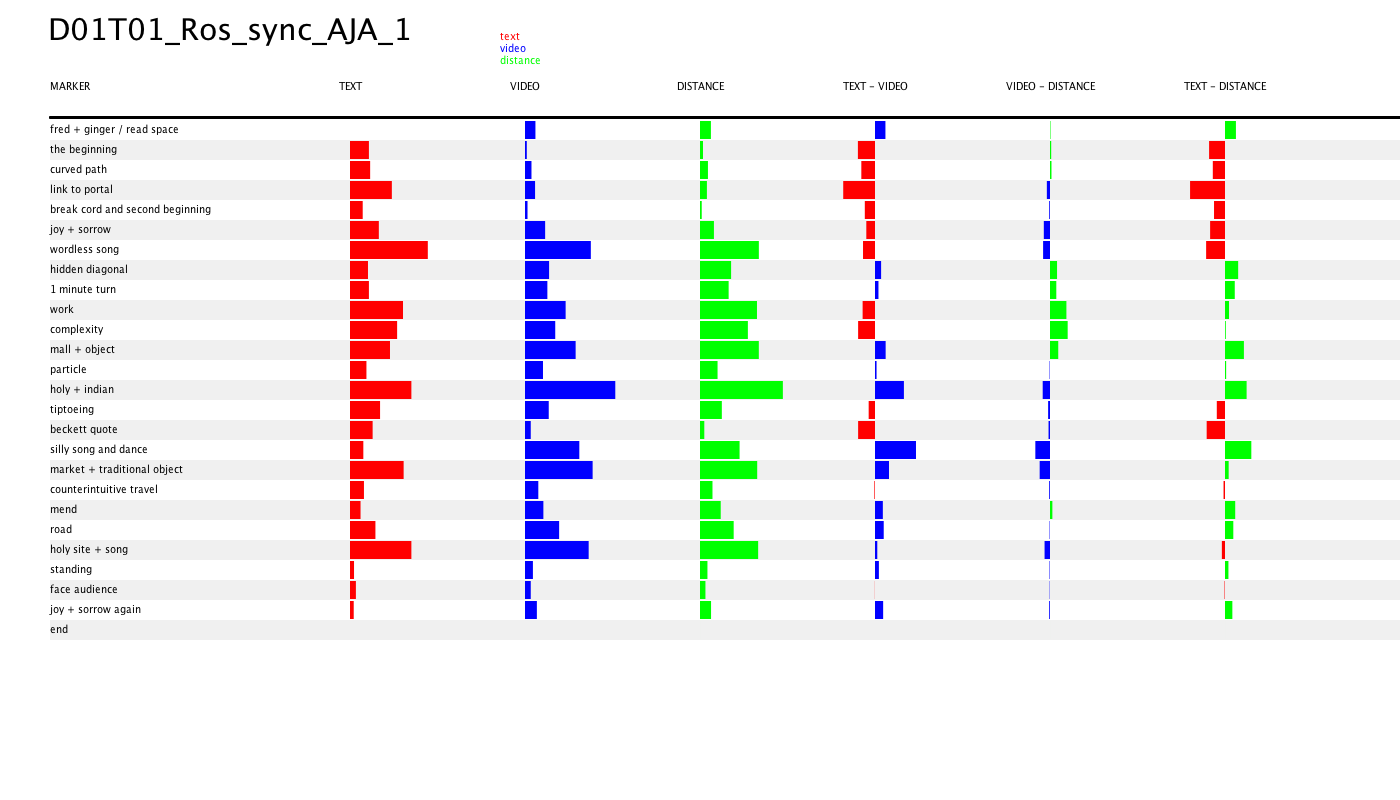 D01T01_Ros_sync_AJA_1
text
video
distance
MARKER TEXT VIDEO DISTANCE TEXT - VIDEO VIDEO - DISTANCE TEXT - DISTANCE
fred + ginger / read space
the beginning
curved path
link to portal
break cord and second beginning
joy + sorrow
wordless song
hidden diagonal
1 minute turn
work
complexity
mall + object
particle
holy + indian
tiptoeing
beckett quote
silly song and dance
market + traditional object
counterintuitive travel
mend
road
holy site + song
standing
face audience
joy + sorrow again
end